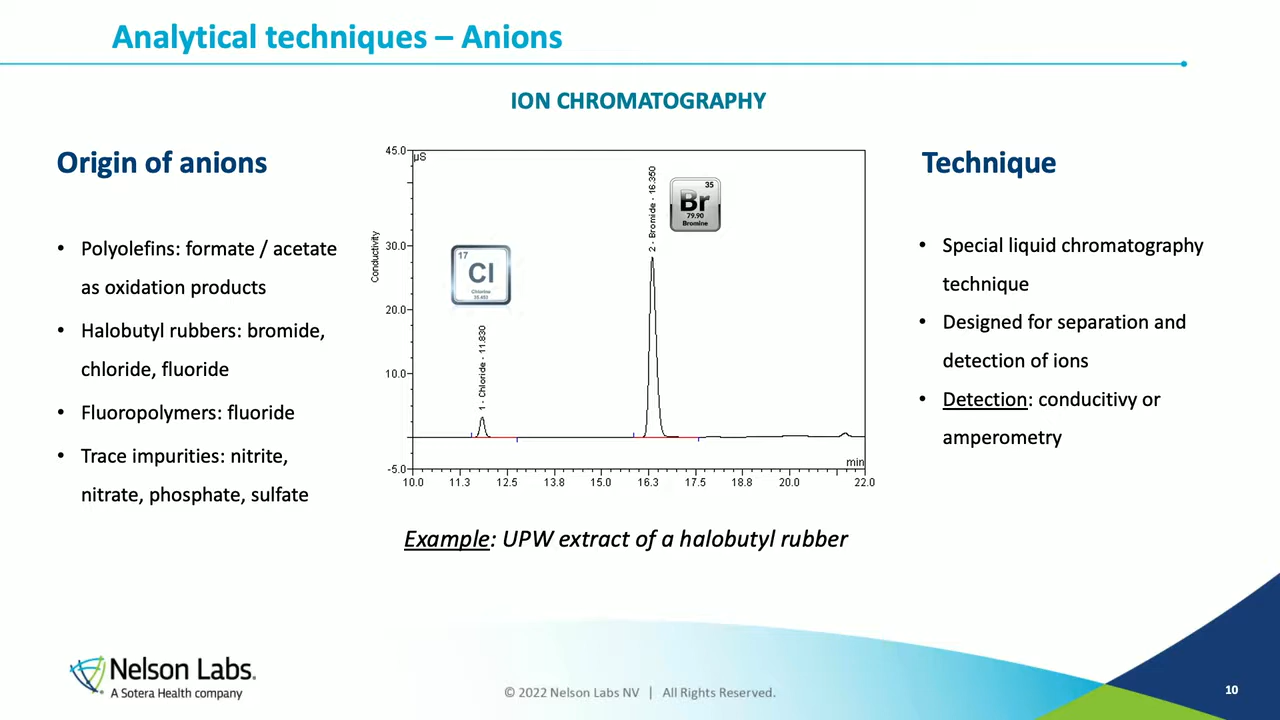 Analytical techniques – Anions
ION CHROMATOGRAPHY
Origin of anions
• Polyolefins: formate / acetate
as oxidation products
• Halobutyl rubbers: bromide,
chloride, fluoride
• Fluoropolymers: fluoride
• Trace impurities: nitrite,
nitrate, phosphate, sulfate
45.0
µS
30.0
20.0
10.0
-5.0
Conductivity
1 - Chloride - 11.830
2 - Bromide - 16.350
17
Cl
Chlorine
35.453
35
Br
79.90
Bromine
min
10.0 11.3 12.5 13.8 15.0 16.3 17.5 18.8 20.0 22.0
Example: UPW extract of a halobutyl rubber
Technique
• Special liquid chromatography
technique
• Designed for separation and
detection of ions
• Detection: conducitivy or
amperometry
Nelson Labs.
A Sotera Health company
© 2022 Nelson Labs NV | All Rights Reserved.
10